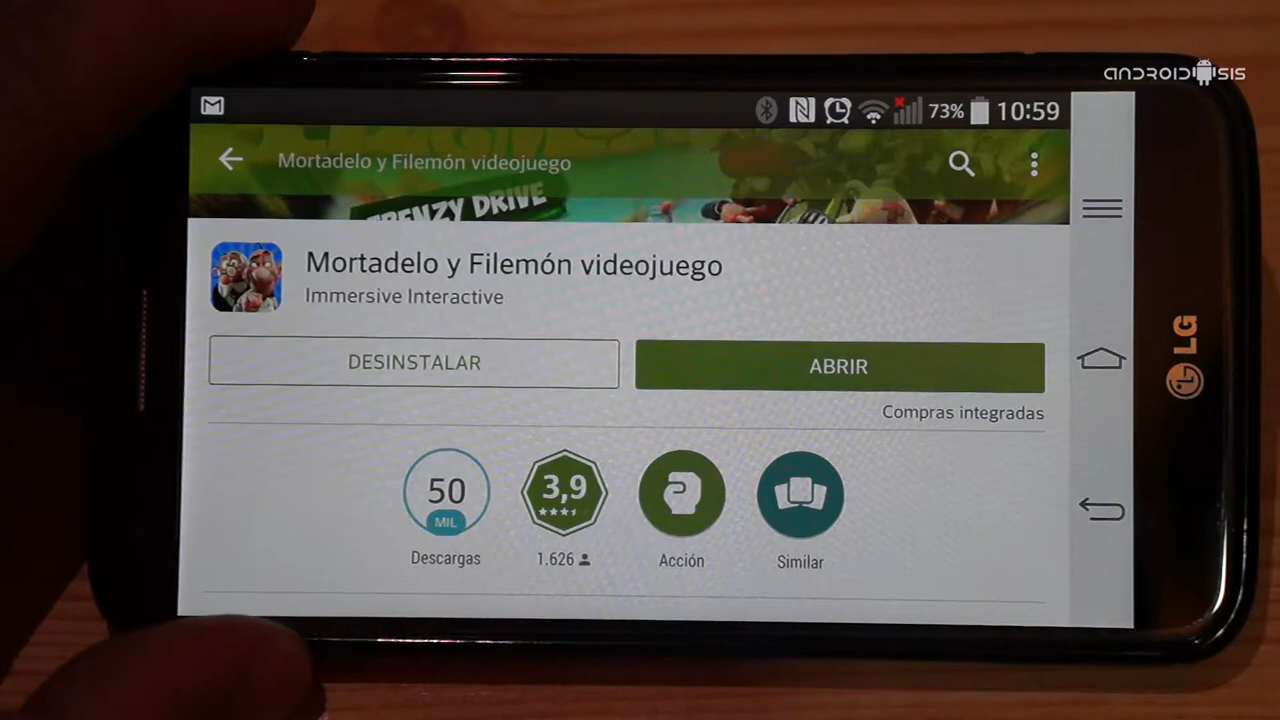 ANDROIDSIS
73% 10:59
Mortadelo y Filemón videojuego
FRENZY DRIVE
Mortadelo y Filemón videojuego
Immersive Interactive
DESINSTALAR
ABRIR
Compras integradas
50
MIL
3,9
Descargas
1.626
Acción
Similar
LG